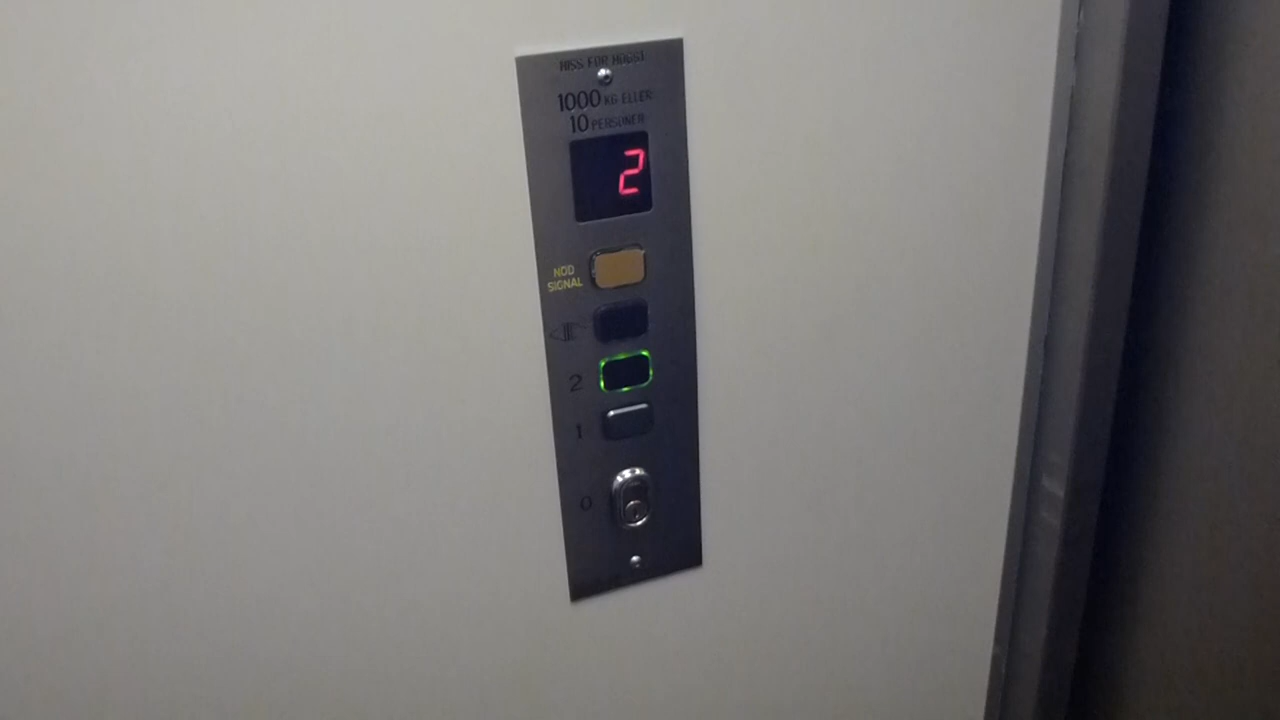 HISS FÖR HÖGST
1000 KG ELLER
10 PERSONER
2
NÖD
SIGNAL
2
1
0